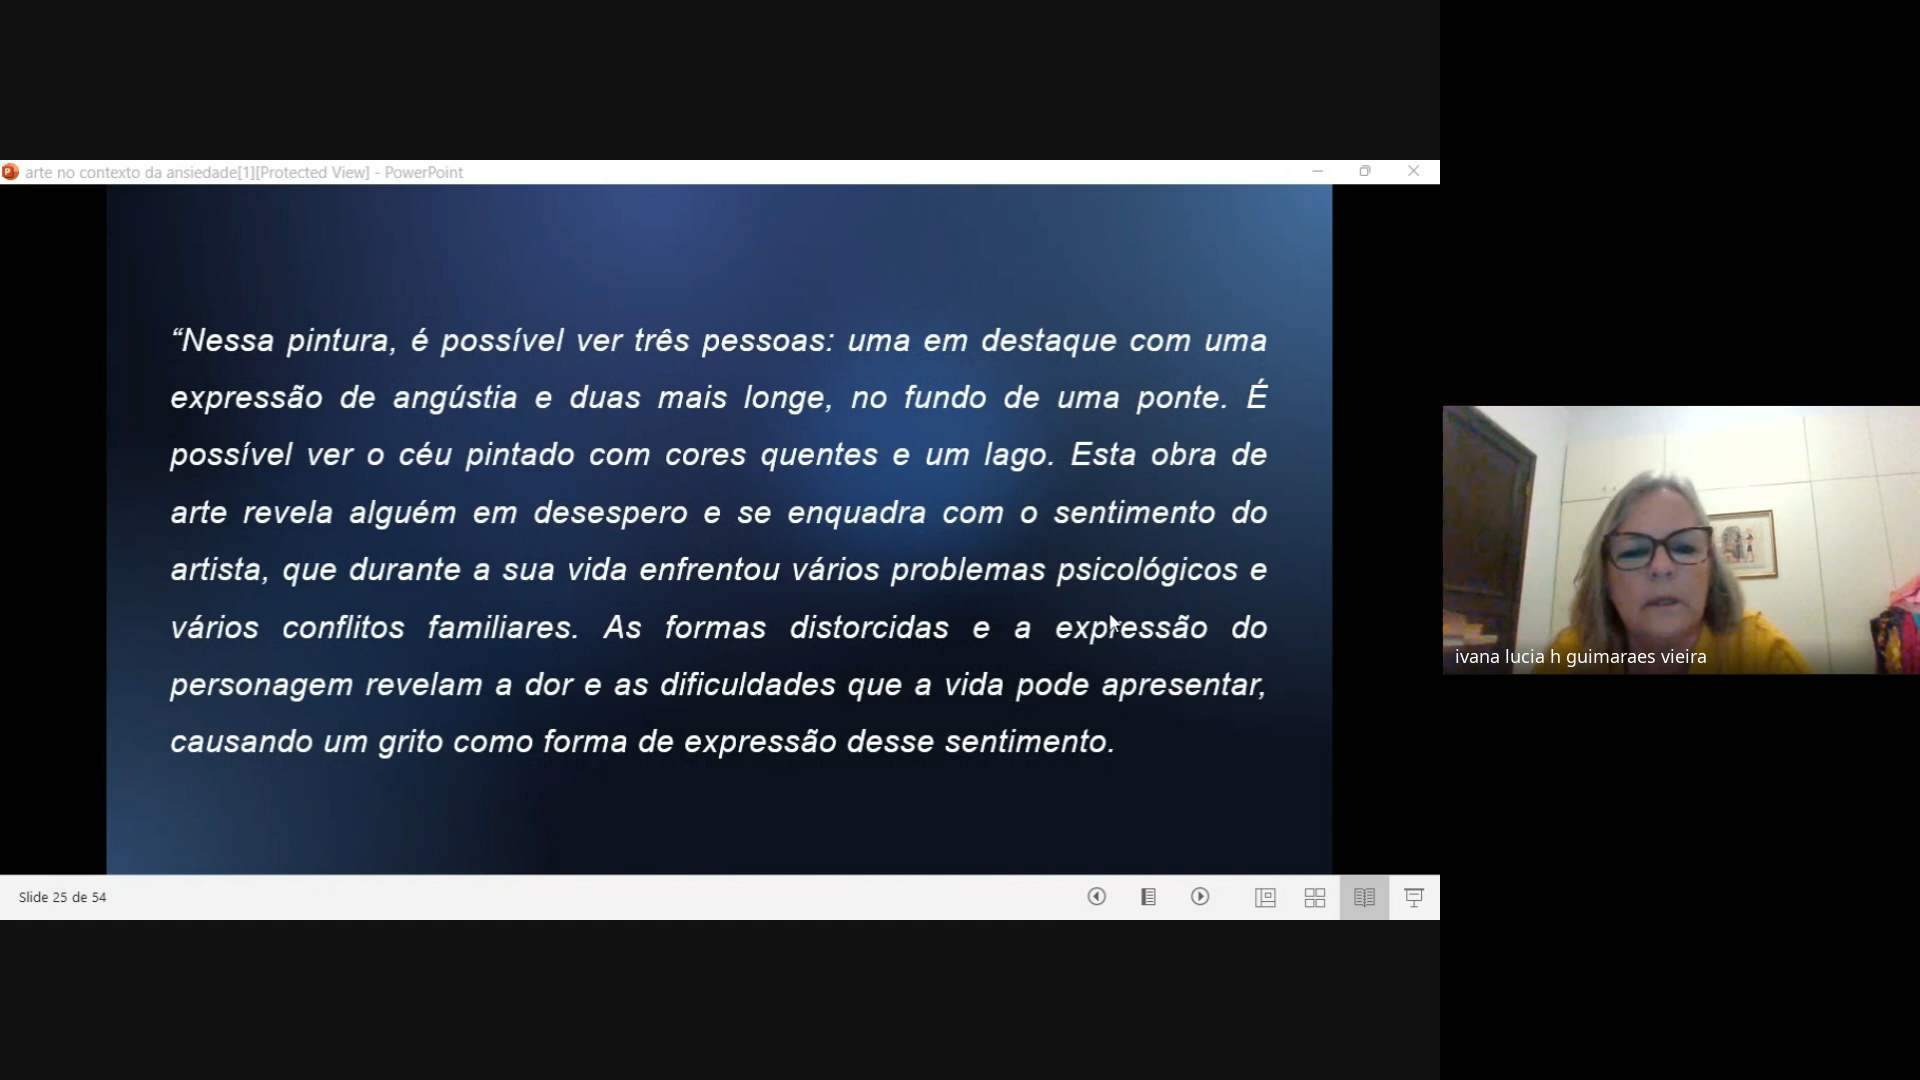 arte no contexto da ansiedade[1][Protected View] - PowerPoint
“Nessa pintura, é possível ver três pessoas: uma em destaque com uma
expressão de angústia e duas mais longe, no fundo de uma ponte. É
possível ver o céu pintado com cores quentes e um lago. Esta obra de
arte revela alguém em desespero e se enquadra com o sentimento do
artista, que durante a sua vida enfrentou vários problemas psicológicos e
vários conflitos familiares. As formas distorcidas e a expressão do
personagem revelam a dor e as dificuldades que a vida pode apresentar,
causando um grito como forma de expressão desse sentimento.
ivana lucia h guimaraes vieira
Slide 25 de 54